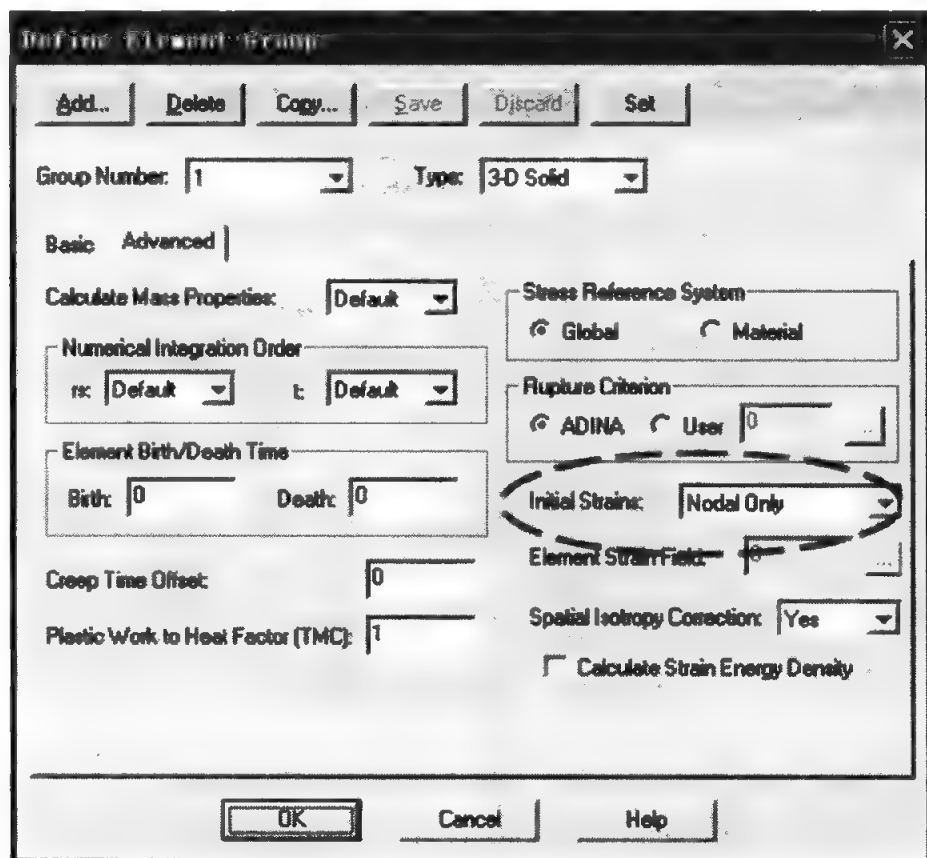 Define Element Group
Add... Delete Copy... Save Discard Set
Group Number: 1 Type: 3-D Solid
Basic Advanced
Calculate Mass Properties: Default
Numerical Integration Order
rs: Default t: Default
Element Birth/Death Time
Birth: 0 Death: 0
Creep Time Offset: 0
Plastic Work to Heat Factor (TMC): 1
Stress Reference System
Global Material
Rupture Criterion
ADINA User 0 ...
Initial Strains: Nodal Only
Element Strain Field: 0 ...
Spatial Isotropy Correction: Yes
Calculate Strain Energy Density
OK Cancel Help